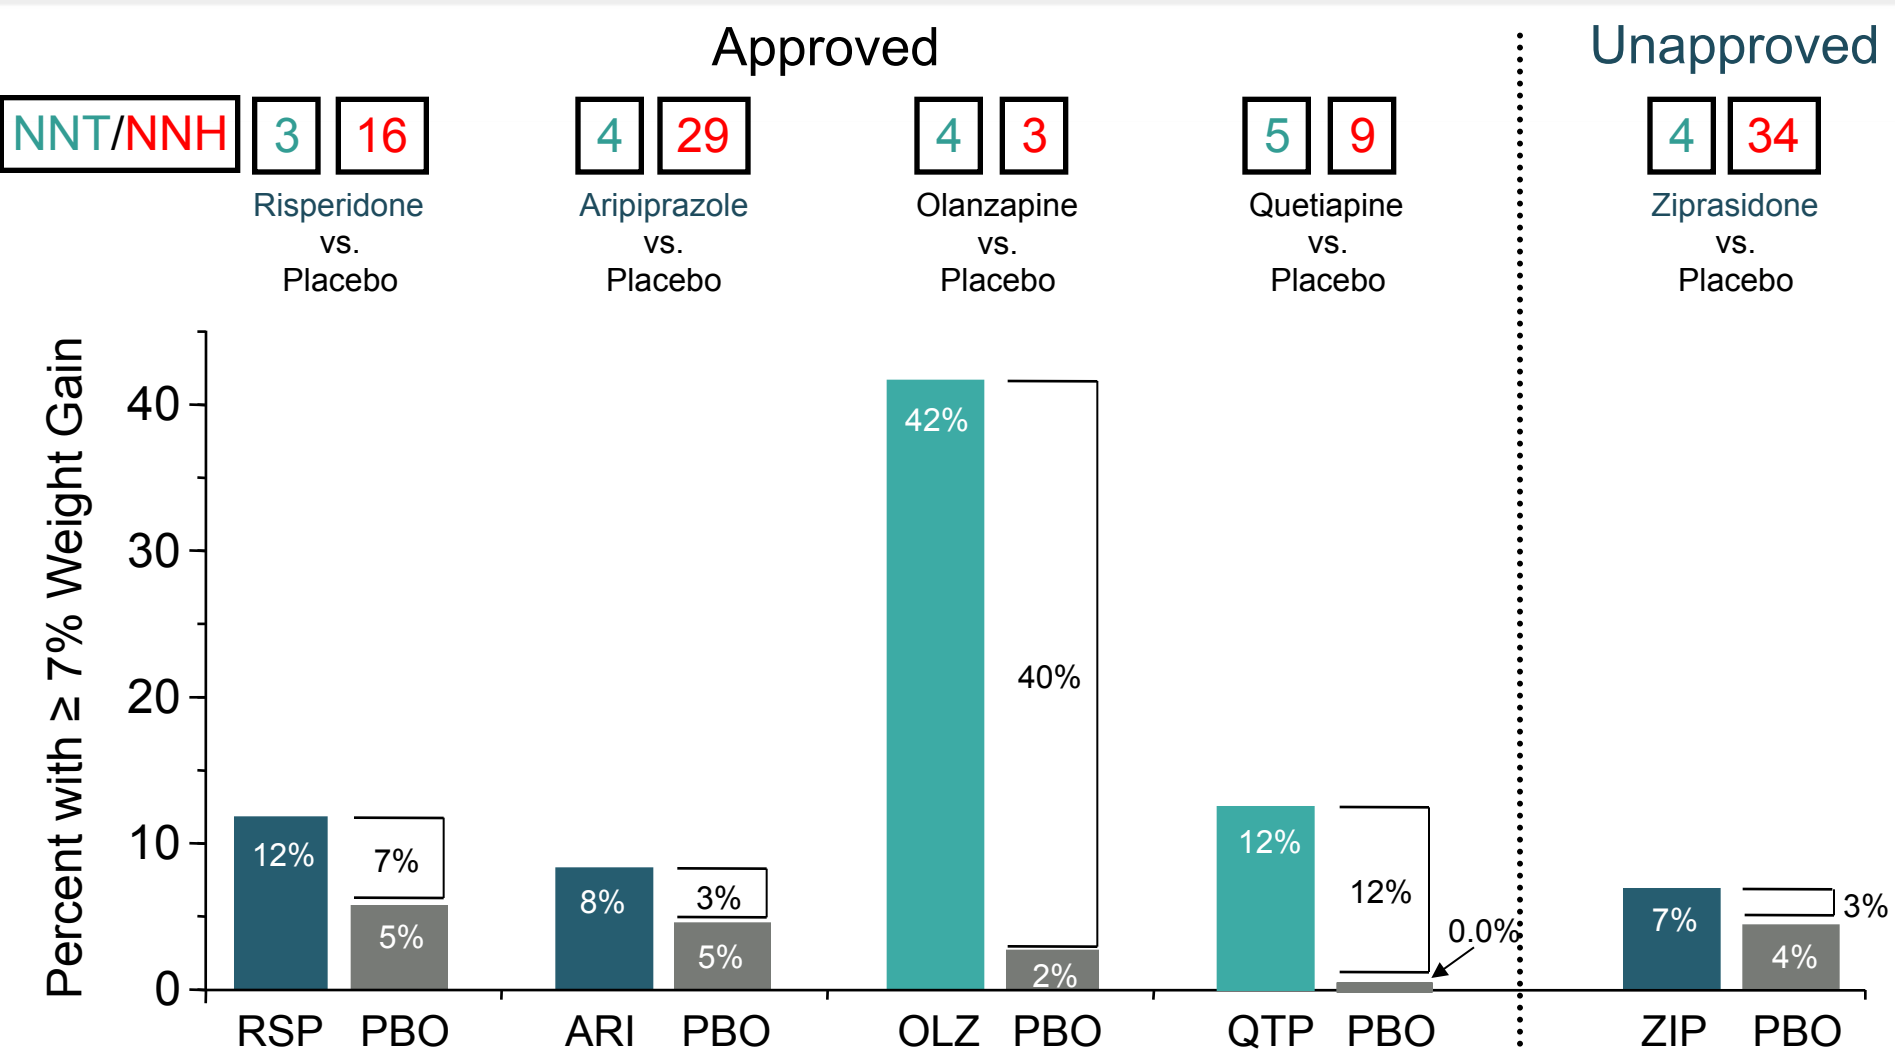 Approved
Unapproved
NNT/NNH 3 16 4 29 4 3 5 9 4 34
Risperidone
vs.
Placebo
Aripiprazole
vs.
Placebo
Olanzapine
vs.
Placebo
Quetiapine
vs.
Placebo
Ziprasidone
vs.
Placebo
Percent with ≥ 7% Weight Gain
40
30
20
10
0
12%
7%
5%
8%
3%
5%
42%
40%
2%
12%
12%
0.0%
7%
3%
4%
RSP PBO ARI PBO OLZ PBO QTP PBO ZIP PBO